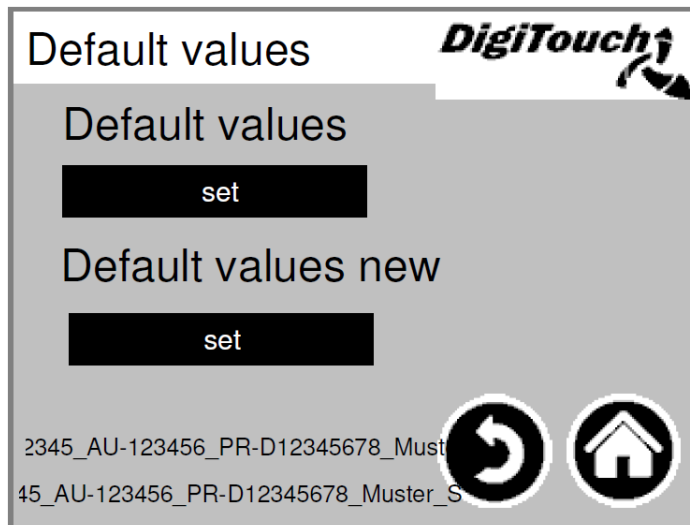 Default values
DigiTouch
Default values
set
Default values new
set
2345_AU-123456_PR-D12345678_Must
45_AU-123456_PR-D12345678_Muster_S